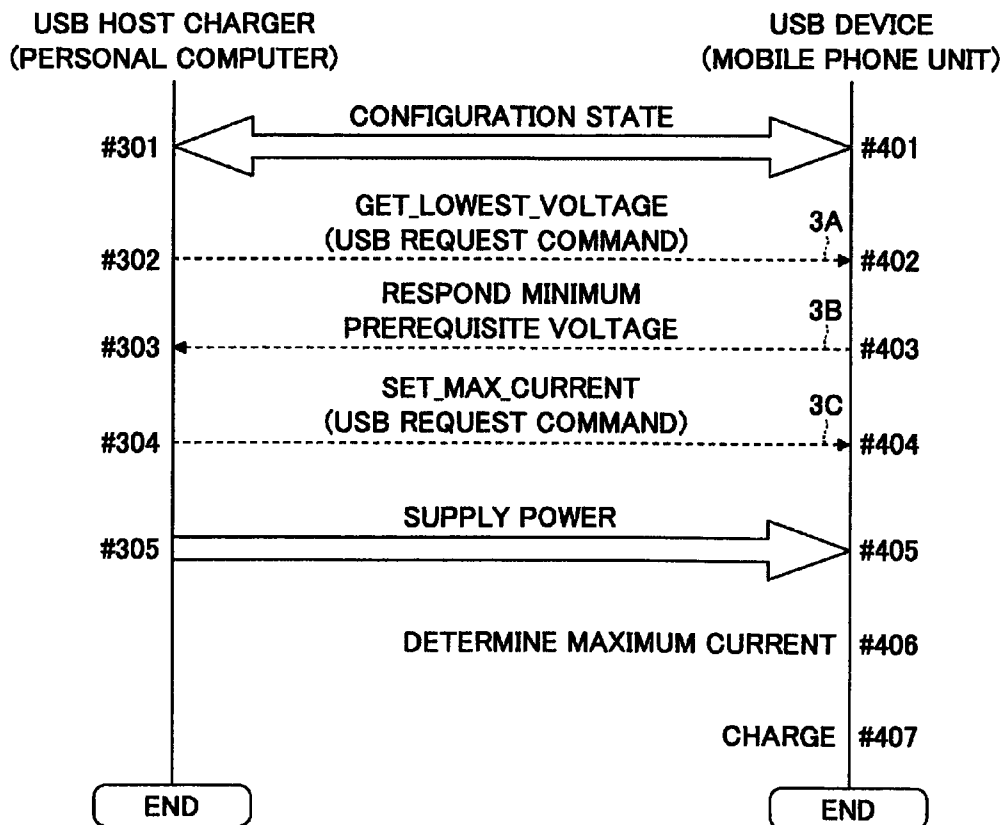 USB HOST CHARGER
(PERSONAL COMPUTER)
USB DEVICE
(MOBILE PHONE UNIT)
CONFIGURATION STATE
#301
#401
GET_LOWEST_VOLTAGE
(USB REQUEST COMMAND)
3A
#302
#402
RESPOND MINIMUM
PREREQUISITE VOLTAGE
3B
#303
#403
SET_MAX_CURRENT
(USB REQUEST COMMAND)
3C
#304
#404
SUPPLY POWER
#305
#405
DETERMINE MAXIMUM CURRENT
#406
CHARGE
#407
END
END